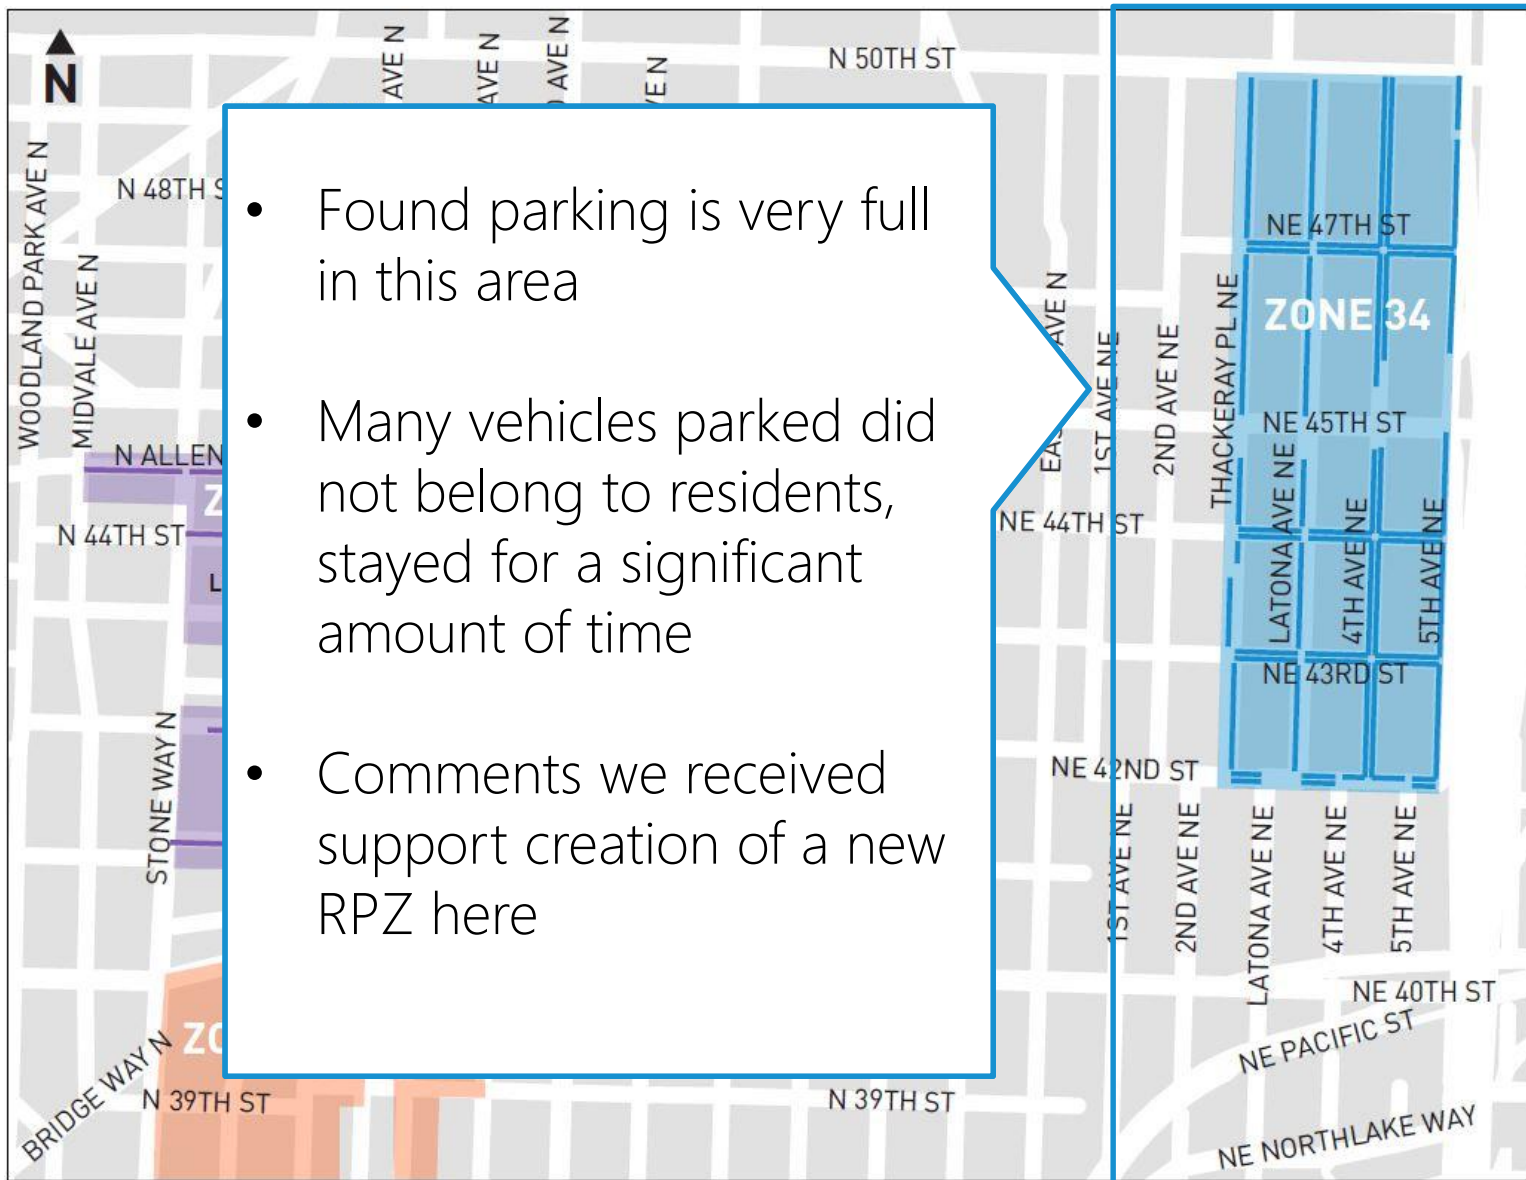 N
AVE N
AVE N
AVE N
VE N
N 50TH ST
WOODLAND PARK AVE N
N 48TH S
MIDVALE AVE N
N ALLEN
Z
N 44TH ST
L
STONE WAY N
ZO
BRIDGE WAY N
N 39TH ST
• Found parking is very full
in this area
• Many vehicles parked did
not belong to residents,
stayed for a significant
amount of time
• Comments we received
support creation of a new
RPZ here
N 39TH ST
EAS
AVE N
1ST AVE NE
2ND AVE NE
THACKERAY PL NE
NE 47TH ST
ZONE 34
NE 45TH ST
NE 44TH ST
LATONA AVE NE
4TH AVE NE
5TH AVE NE
NE 43RD ST
NE 42ND ST
1ST AVE NE
2ND AVE NE
LATONA AVE NE
4TH AVE NE
5TH AVE NE
NE 40TH ST
NE PACIFIC ST
NE NORTHLAKE WAY